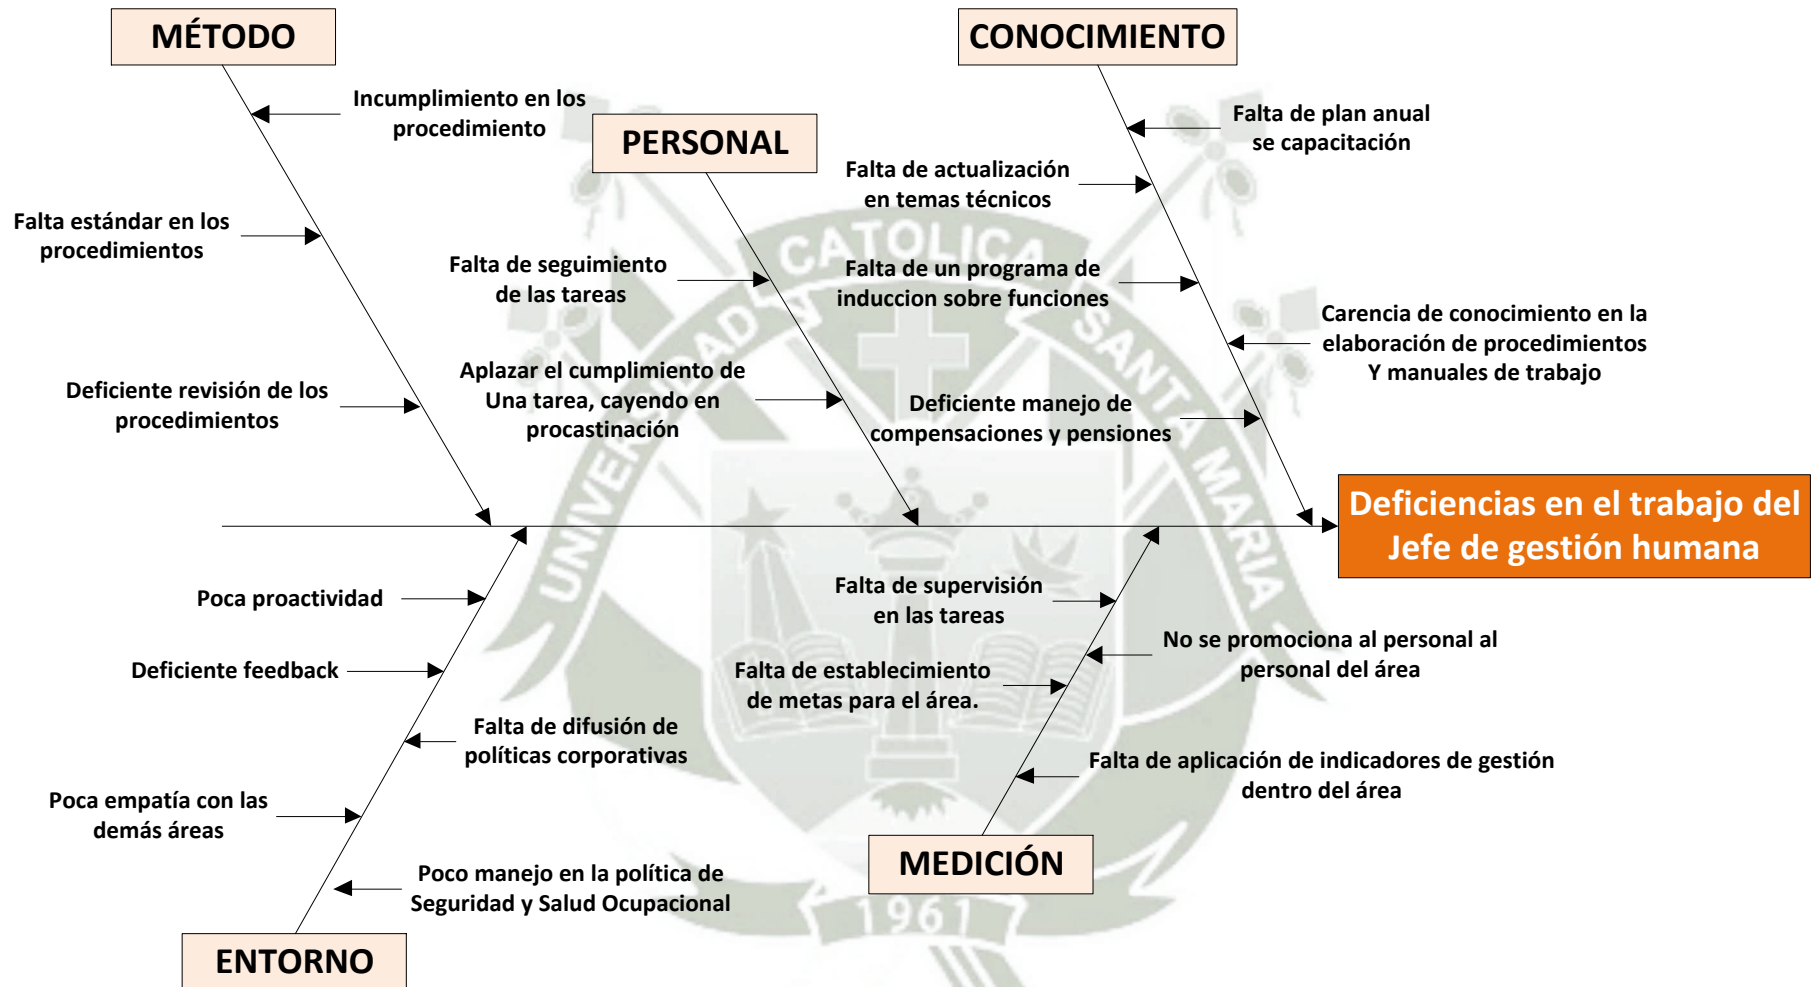 MÉTODO
CONOCIMIENTO
Incumplimiento en los
procedimiento
PERSONAL
Falta de plan anual
se capacitación
Falta de actualización
en temas técnicos
Falta estándar en los
procedimientos
Falta de seguimiento
de las tareas
Falta de un programa de
induccion sobre funciones
Carencia de conocimiento en la
elaboración de procedimientos
Y manuales de trabajo
Aplazar el cumplimiento de
Una tarea, cayendo en
procastinación
Deficiente revisión de los
procedimientos
Deficiente manejo de
compensaciones y pensiones
Deficiencias en el trabajo del
Jefe de gestión humana
Poca proactividad
Falta de supervisión
en las tareas
No se promociona al personal al
personal del área
Deficiente feedback
Falta de establecimiento
de metas para el área.
Falta de difusión de
políticas corporativas
Falta de aplicación de indicadores de gestión
dentro del área
Poca empatía con las
demás áreas
MEDICIÓN
Poco manejo en la política de
Seguridad y Salud Ocupacional
ENTORNO
UNIVERSIDAD CATOLICA SANTA MARIA
1961